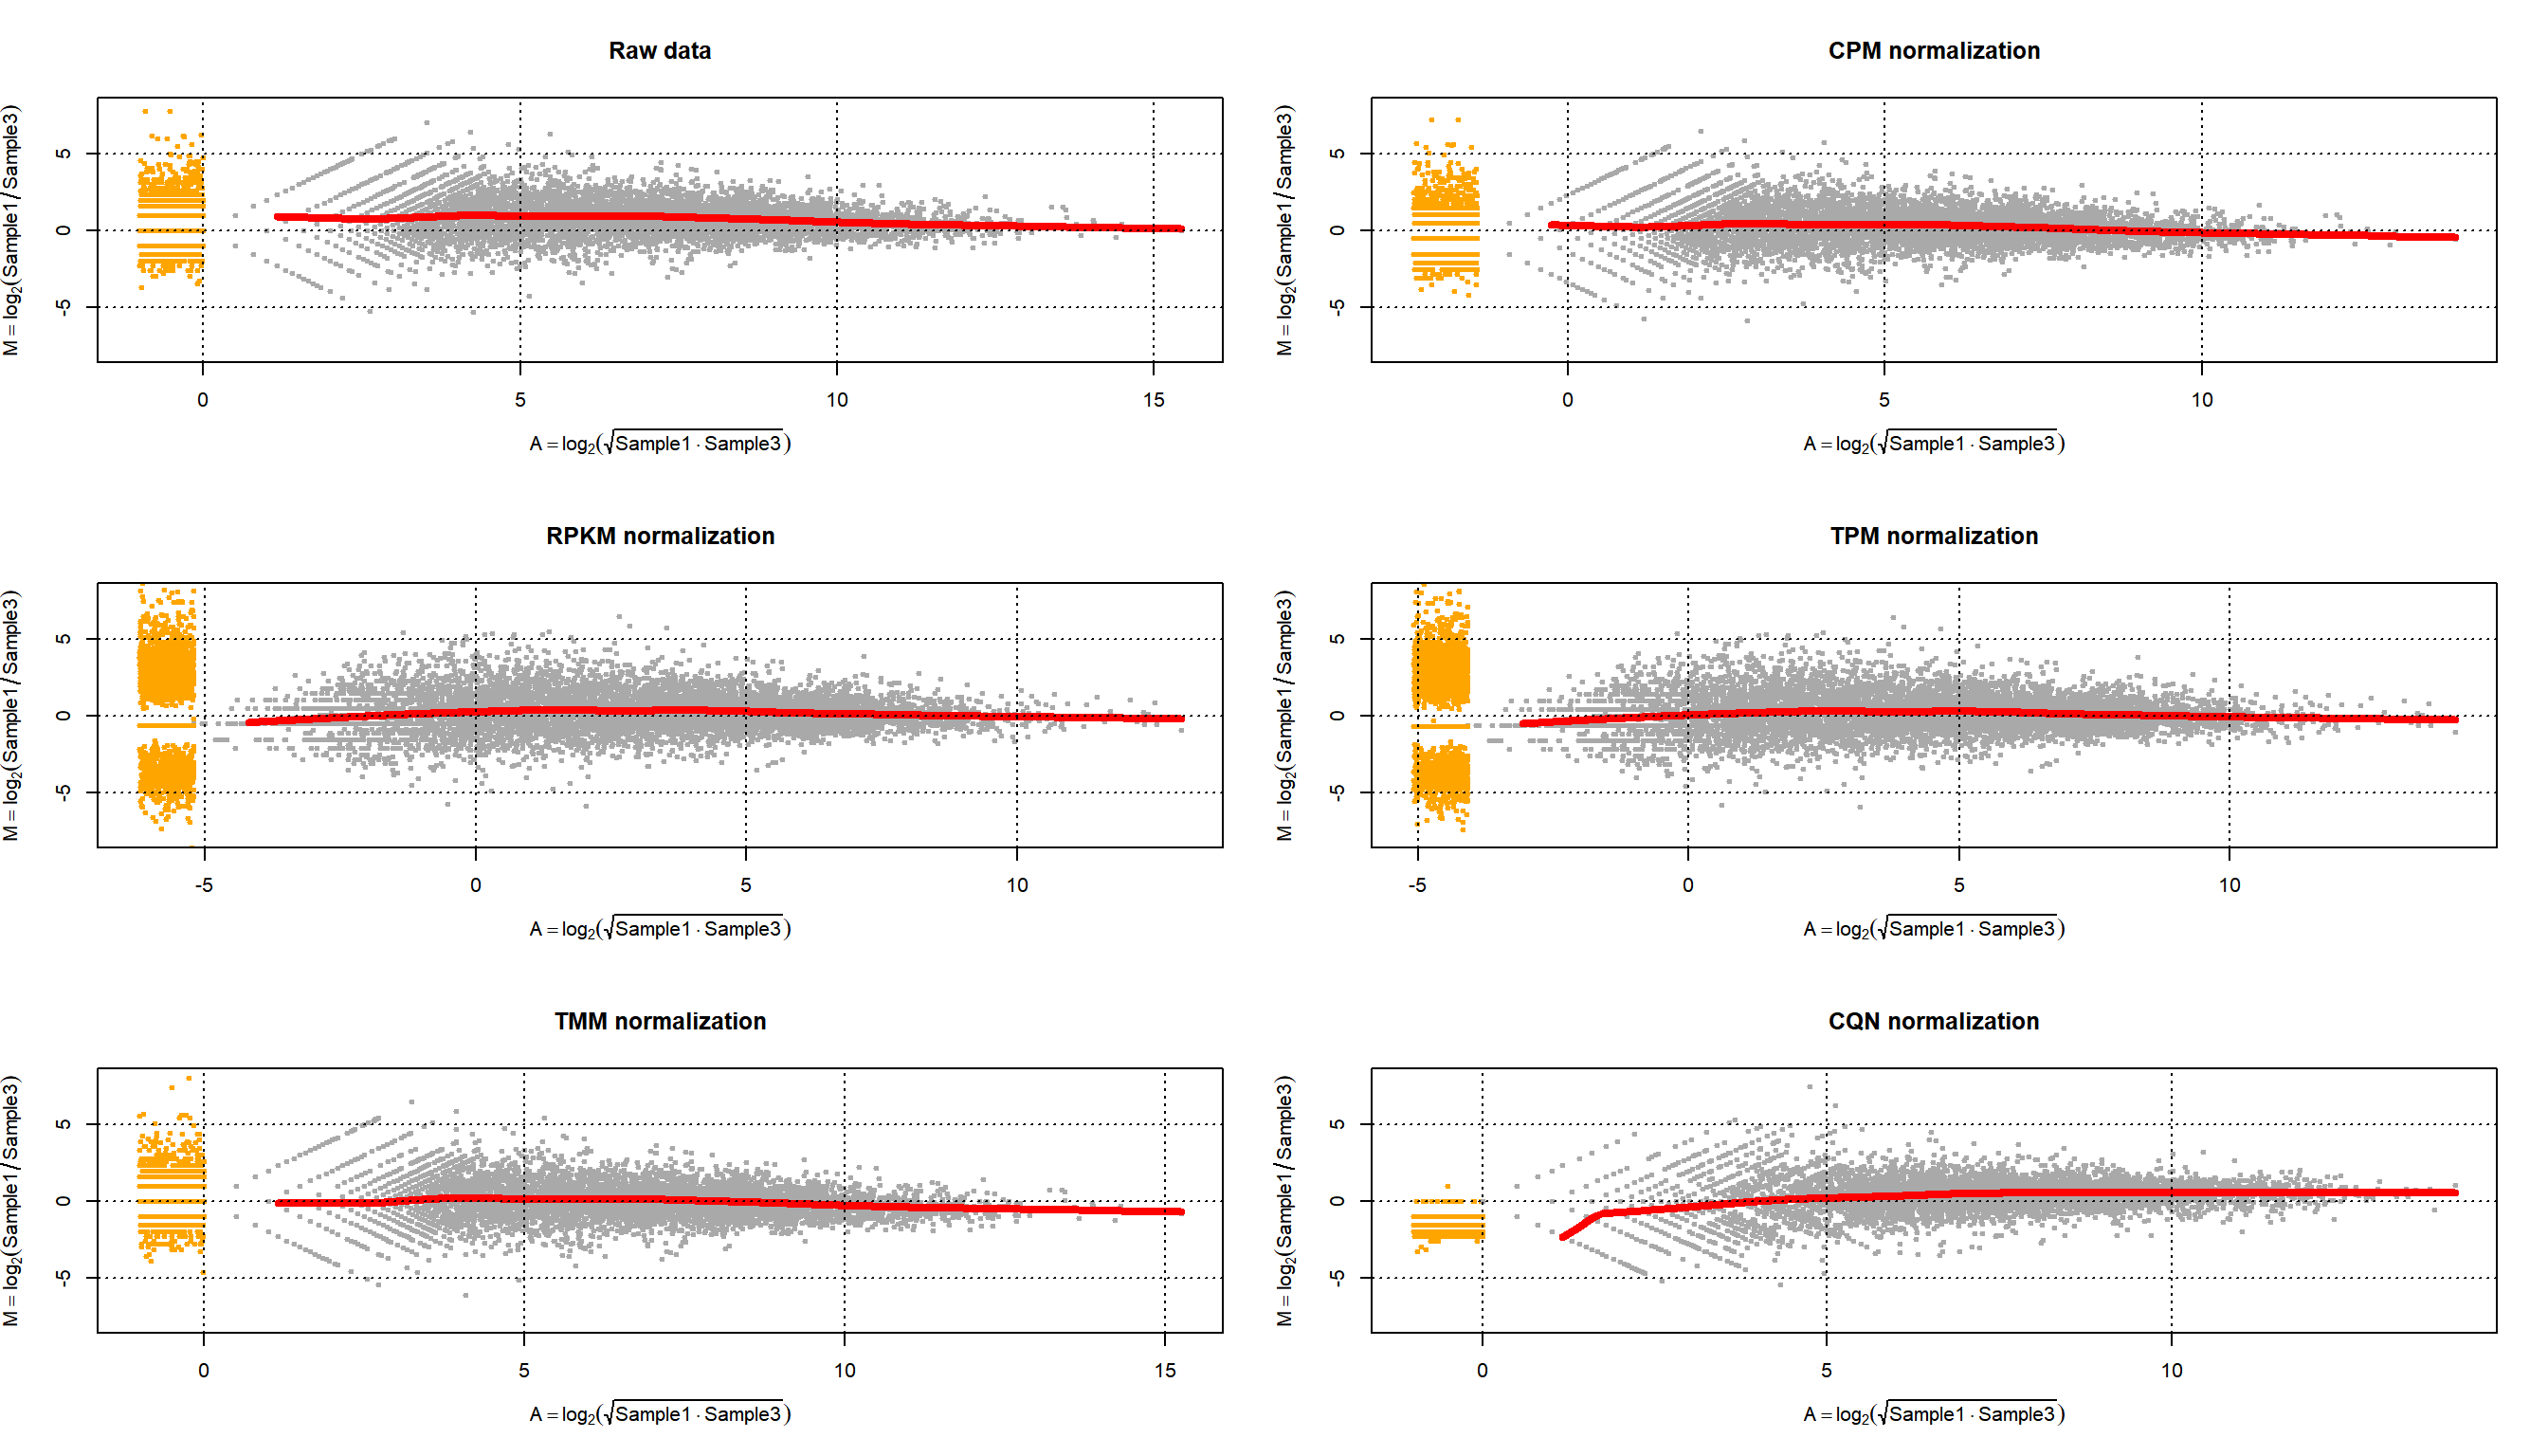 Raw data
M = log2(Sample1 / Sample3)
5
0
-5
0 5 10 15
A = log2(√Sample1 · Sample3)
CPM normalization
M = log2(Sample1 / Sample3)
5
0
-5
0 5 10
A = log2(√Sample1 · Sample3)
RPKM normalization
M = log2(Sample1 / Sample3)
5
0
-5
-5 0 5 10
A = log2(√Sample1 · Sample3)
TPM normalization
M = log2(Sample1 / Sample3)
5
0
-5
-5 0 5 10
A = log2(√Sample1 · Sample3)
TMM normalization
M = log2(Sample1 / Sample3)
5
0
-5
0 5 10 15
A = log2(√Sample1 · Sample3)
CQN normalization
M = log2(Sample1 / Sample3)
5
0
-5
0 5 10
A = log2(√Sample1 · Sample3)